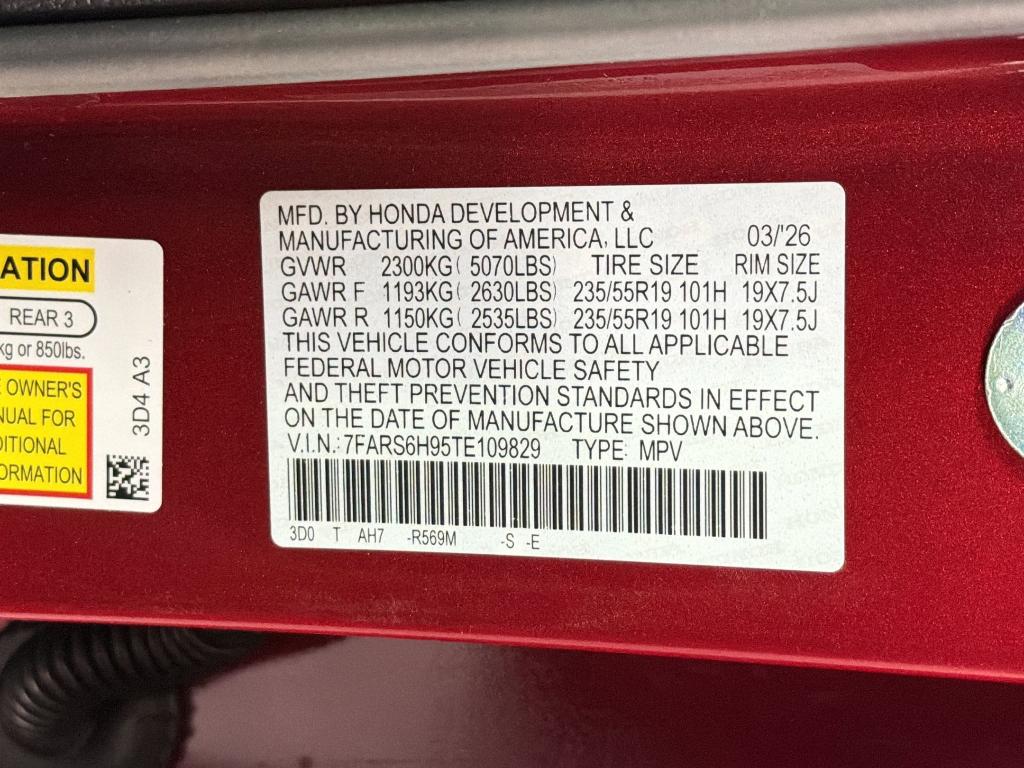 ATION
REAR 3
kg or 850lbs.
OWNER'S
UAL FOR
ITIONAL
ORMATION
3D4 A3
MFD. BY HONDA DEVELOPMENT &
MANUFACTURING OF AMERICA, LLC 03/'26
GVWR 2300KG( 5070LBS) TIRE SIZE RIM SIZE
GAWR F 1193KG( 2630LBS) 235/55R19 101H 19X7.5J
GAWR R 1150KG( 2535LBS) 235/55R19 101H 19X7.5J
THIS VEHICLE CONFORMS TO ALL APPLICABLE
FEDERAL MOTOR VEHICLE SAFETY
AND THEFT PREVENTION STANDARDS IN EFFECT
ON THE DATE OF MANUFACTURE SHOWN ABOVE.
V.I.N.:7FARS6H95TE109829 TYPE: MPV
3D0 T AH7 -R569M -S -E